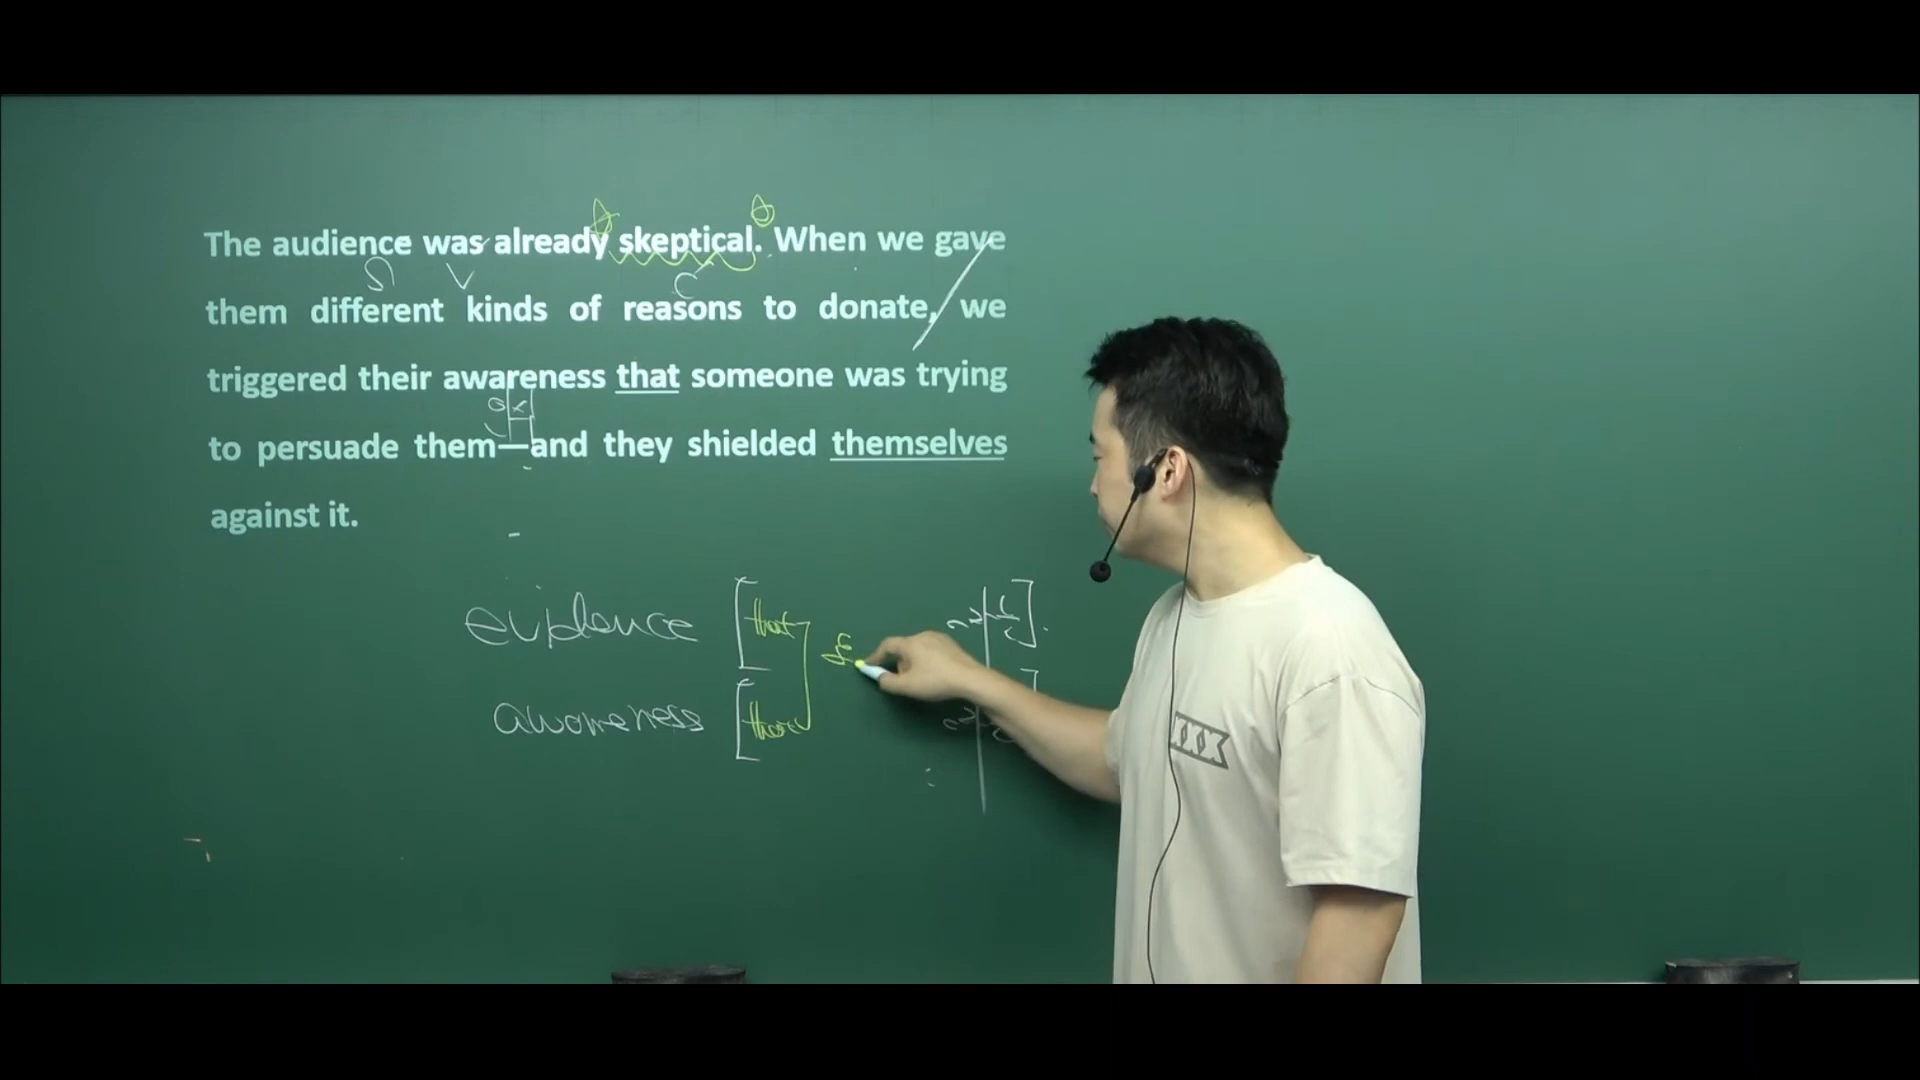 The audience was already skeptical. When we gave
S V C
them different kinds of reasons to donate, we
triggered their awareness that someone was trying
to persuade them—and they shielded themselves
against it.
evidence [that
awareness [that
XXX